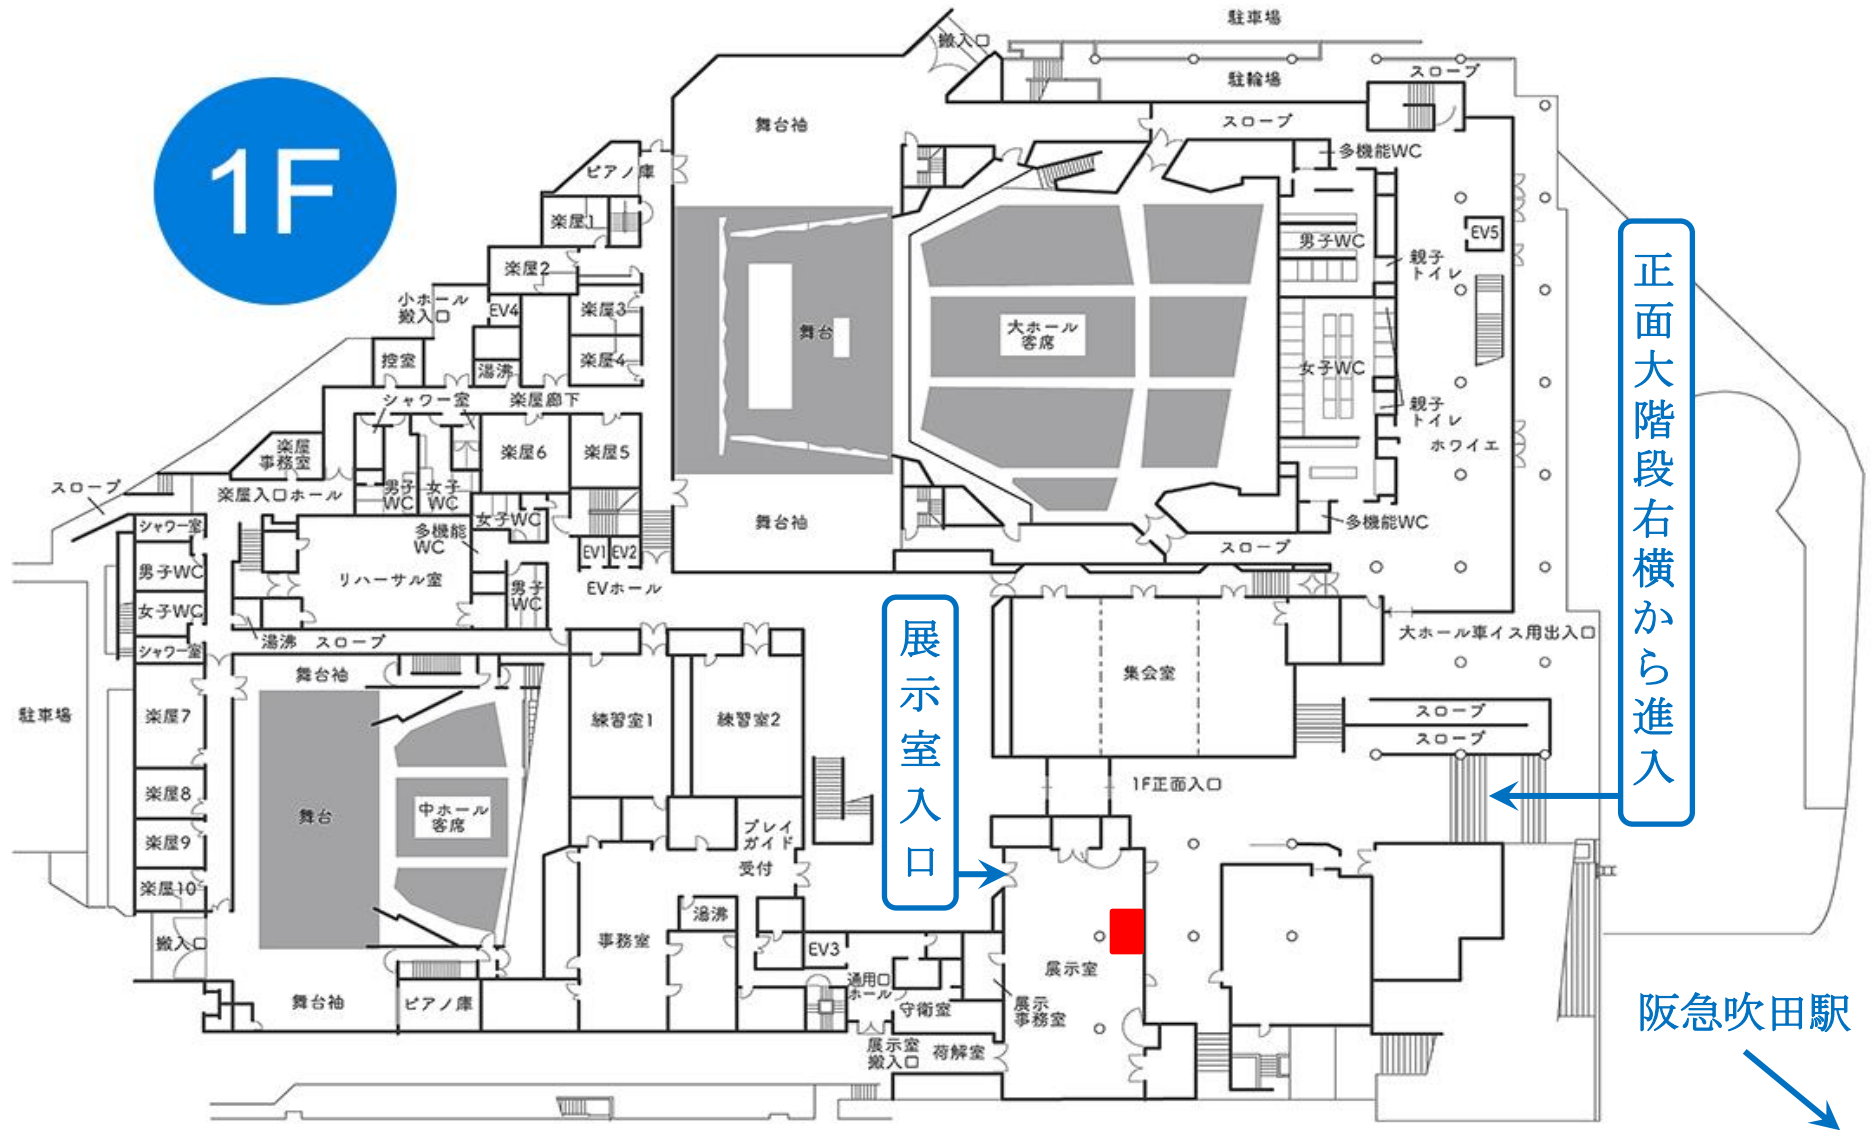 1F
駐車場
搬入口
スロープ
駐輪場
舞台袖
スロープ
多機能WC
ピアノ庫
楽屋1
男子WC
EV5
親子
トイレ
楽屋2
小ホール
搬入口
EV4
楽屋3
舞台
大ホール
客席
控室
湯沸
楽屋4
女子WC
シャワー室
楽屋廊下
親子
トイレ
ホワイエ
楽屋
事務室
楽屋6
楽屋5
スロープ
楽屋入口ホール
男子
WC
女子
WC
シャワー室
女子WC
舞台袖
多機能WC
多機能
WC
EV1
EV2
スロープ
男子WC
リハーサル室
男子
WC
EVホール
女子WC
湯沸
スロープ
シャワー室
大ホール車イス用出入口
舞台袖
集会室
駐車場
楽屋7
練習室1
練習室2
スロープ
スロープ
1F正面入口
楽屋8
舞台
中ホール
客席
プレイ
ガイド
楽屋9
受付
楽屋10
湯沸
搬入口
事務室
EV3
展示室
通用口
ホール
守衛室
展示
事務室
舞台袖
ピアノ庫
展示室
搬入口
荷解室
展示室入口
正面大階段右横から進入
阪急吹田駅